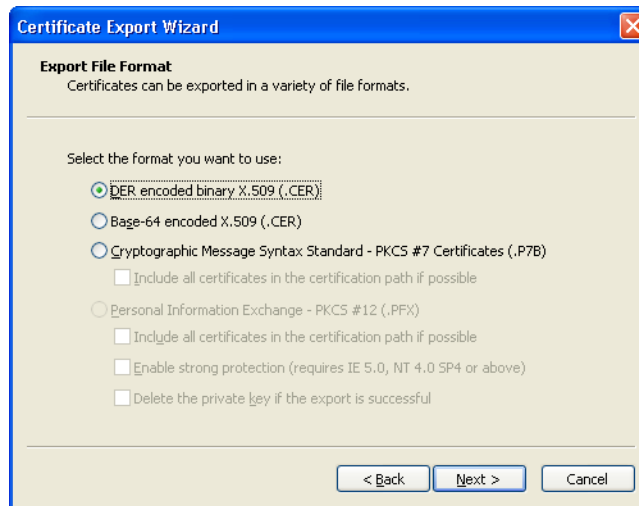 Certificate Export Wizard
Export File Format
Certificates can be exported in a variety of file formats.
Select the format you want to use:
DER encoded binary X.509 (.CER)
Base-64 encoded X.509 (.CER)
Cryptographic Message Syntax Standard - PKCS #7 Certificates (.P7B)
Include all certificates in the certification path if possible
Personal Information Exchange - PKCS #12 (.PFX)
Include all certificates in the certification path if possible
Enable strong protection (requires IE 5.0, NT 4.0 SP4 or above)
Delete the private key if the export is successful
< Back Next > Cancel